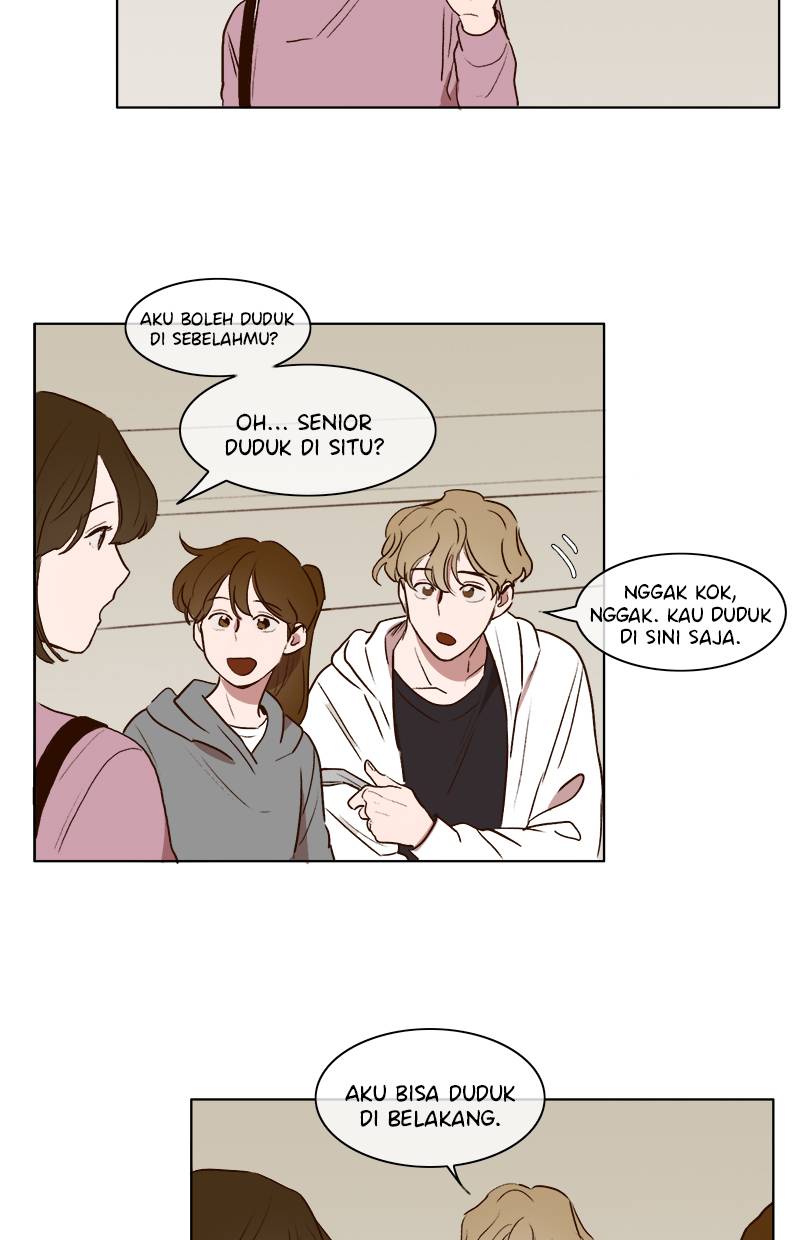 AKU BOLEH DUDUK
DI SEBELAHMU?
OH... SENIOR
DUDUK DI SITU?
NGGAK KOK,
NGGAK. KAU DUDUK
DI SINI SAJA.
AKU BISA DUDUK
DI BELAKANG.